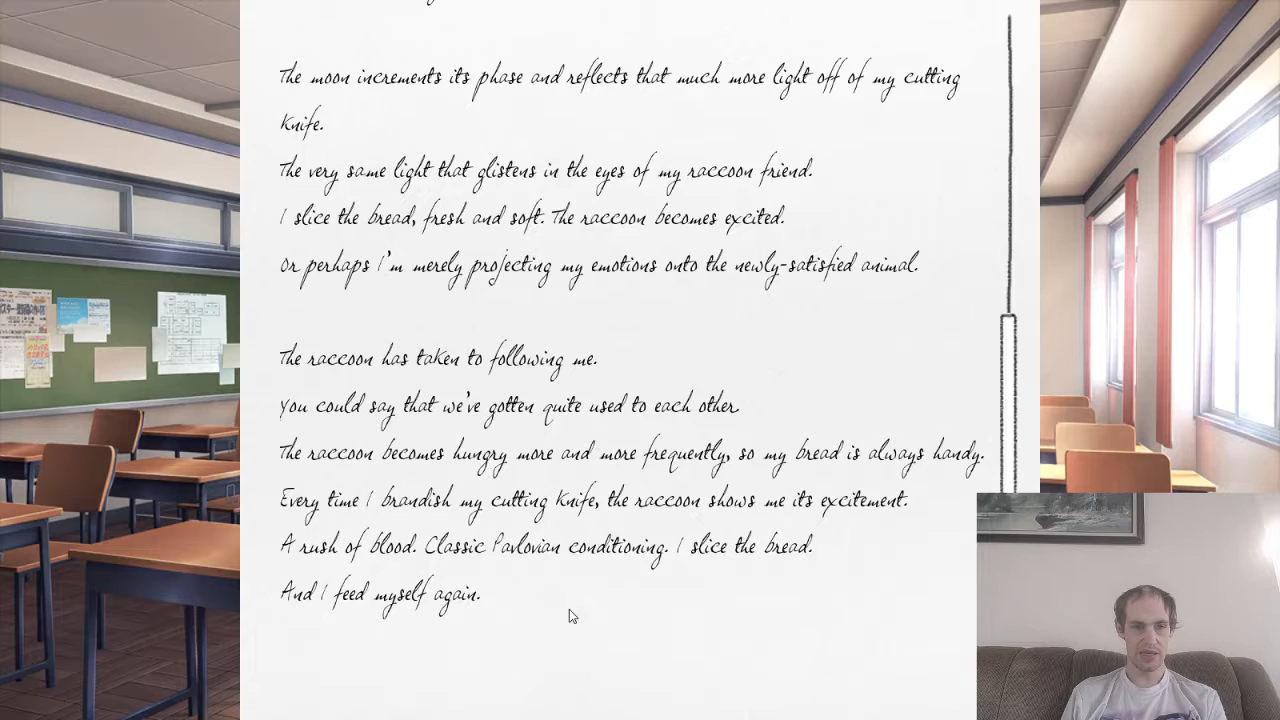 The moon increments its phase and reflects that much more light off of my cutting
knife.
The very same light that glistens in the eyes of my raccoon friend.
I slice the bread, fresh and soft. The raccoon becomes excited.
Or perhaps I'm merely projecting my emotions onto the newly-satisfied animal.
The raccoon has taken to following me.
You could say that we've gotten quite used to each other.
The raccoon becomes hungry more and more frequently, so my bread is always handy.
Every time I brandish my cutting knife, the raccoon shows me its excitement.
A rush of blood. Classic Pavlovian conditioning. I slice the bread.
And I feed myself again.